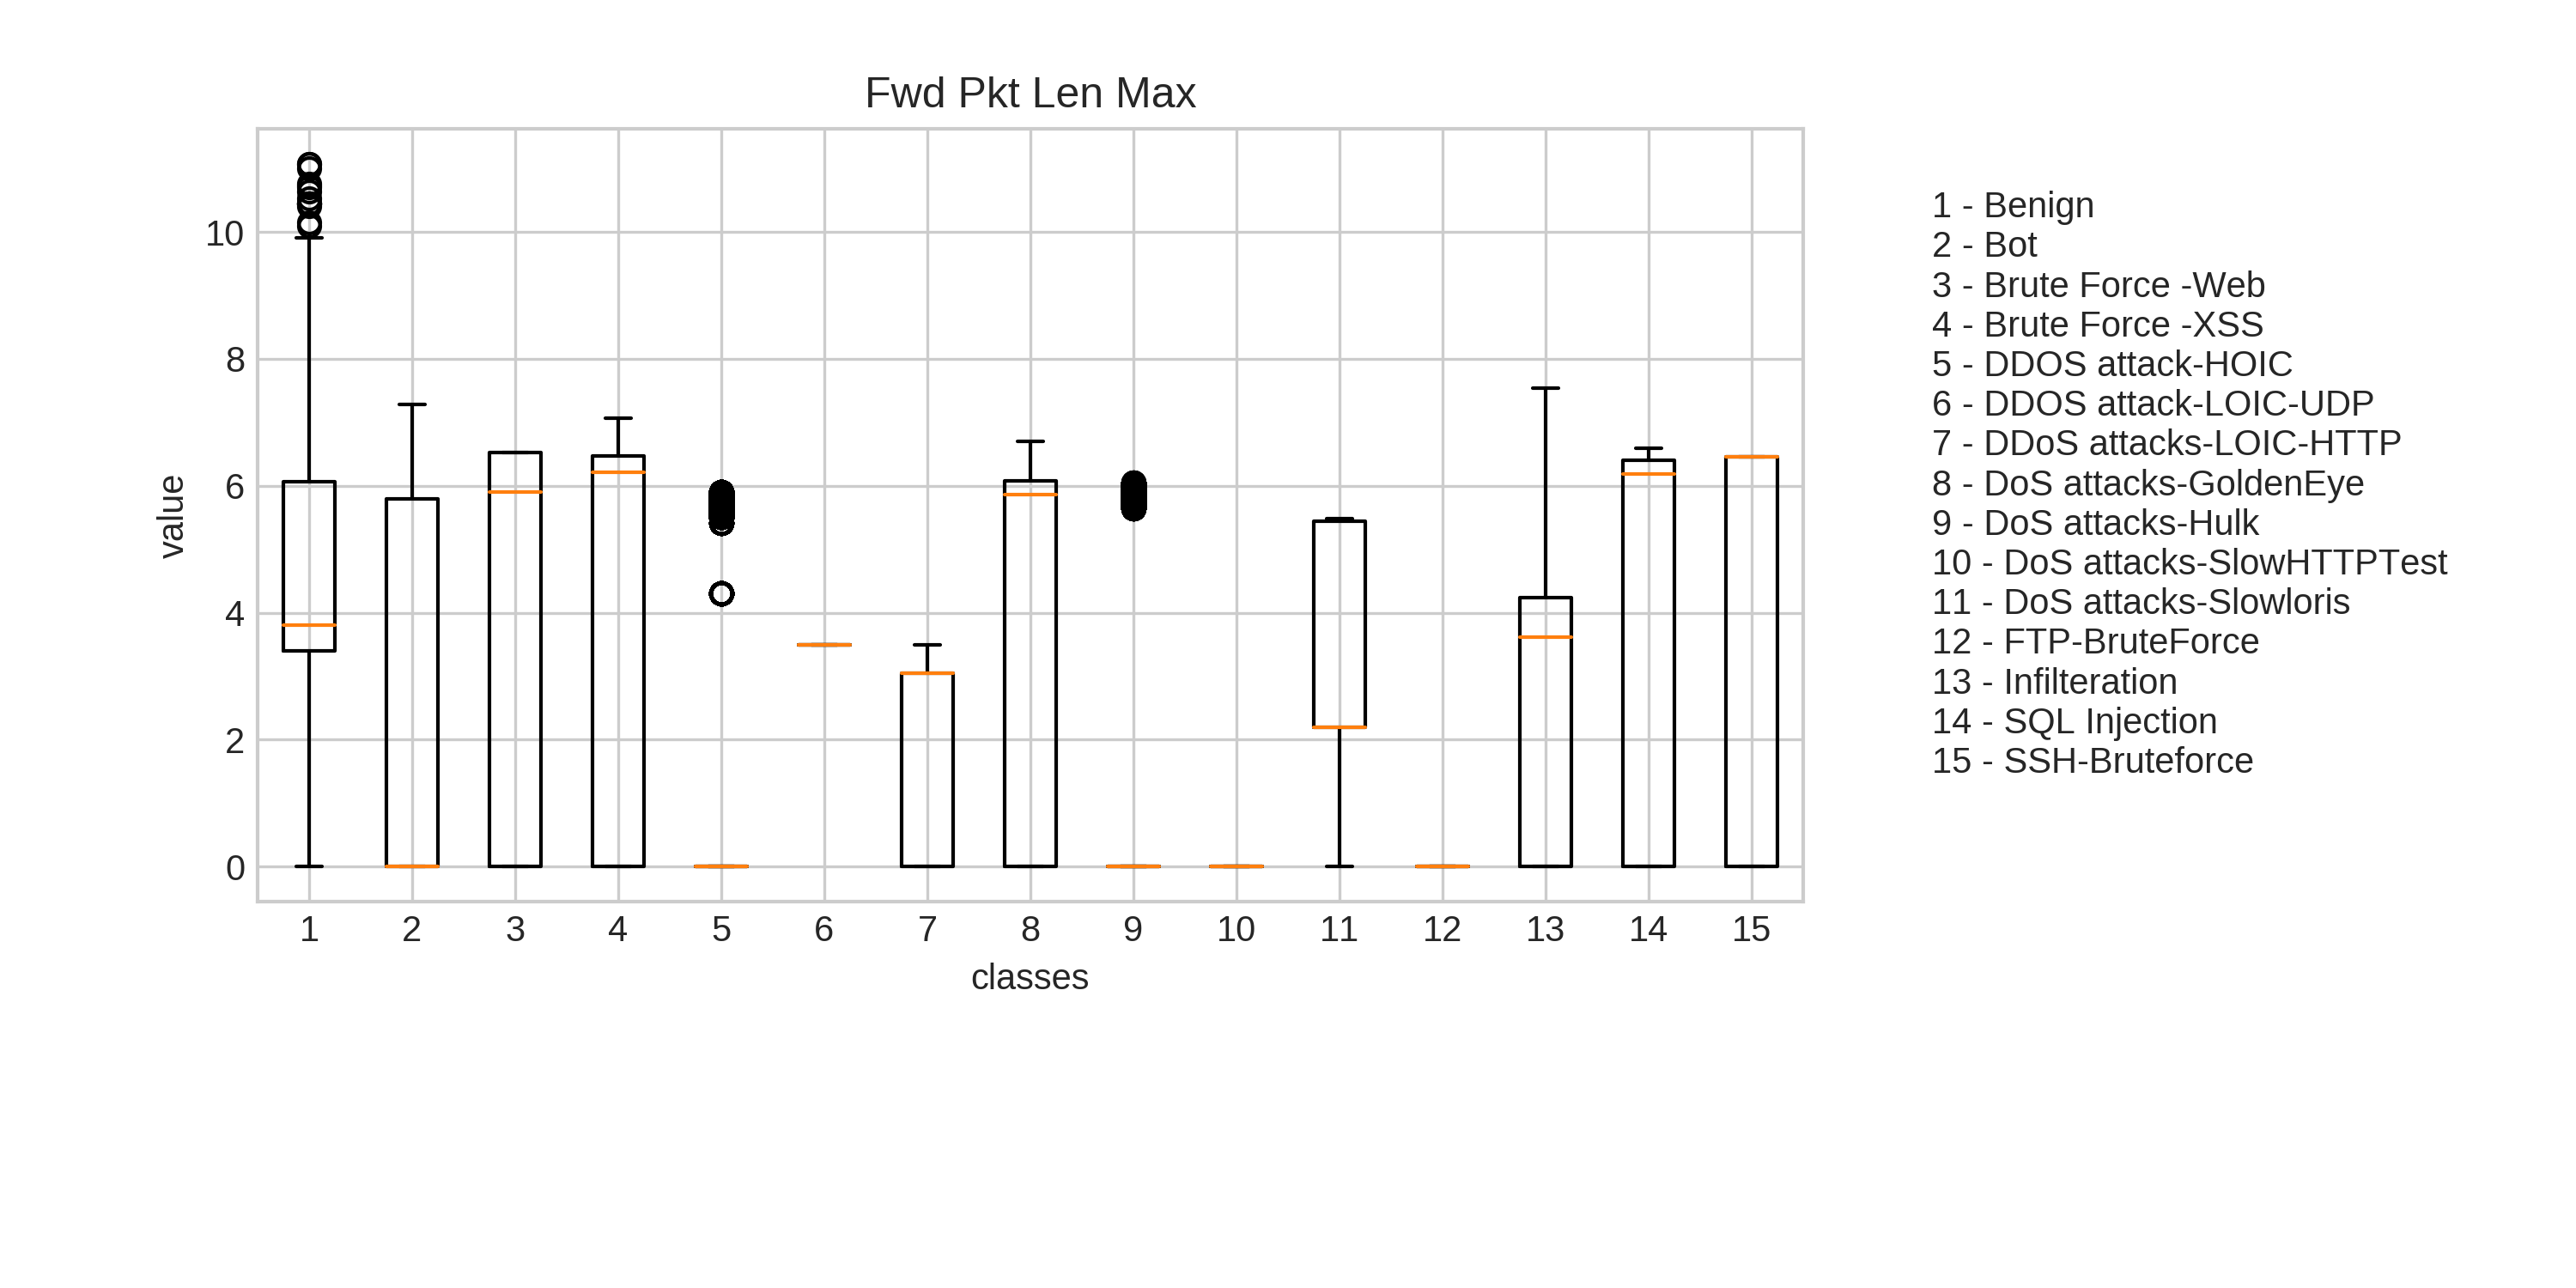 Fwd Pkt Len Max
value
10
8
6
4
2
0
1 2 3 4 5 6 7 8 9 10 11 12 13 14 15
classes
1 - Benign
2 - Bot
3 - Brute Force -Web
4 - Brute Force -XSS
5 - DDOS attack-HOIC
6 - DDOS attack-LOIC-UDP
7 - DDoS attacks-LOIC-HTTP
8 - DoS attacks-GoldenEye
9 - DoS attacks-Hulk
10 - DoS attacks-SlowHTTPTest
11 - DoS attacks-Slowloris
12 - FTP-BruteForce
13 - Infilteration
14 - SQL Injection
15 - SSH-Bruteforce